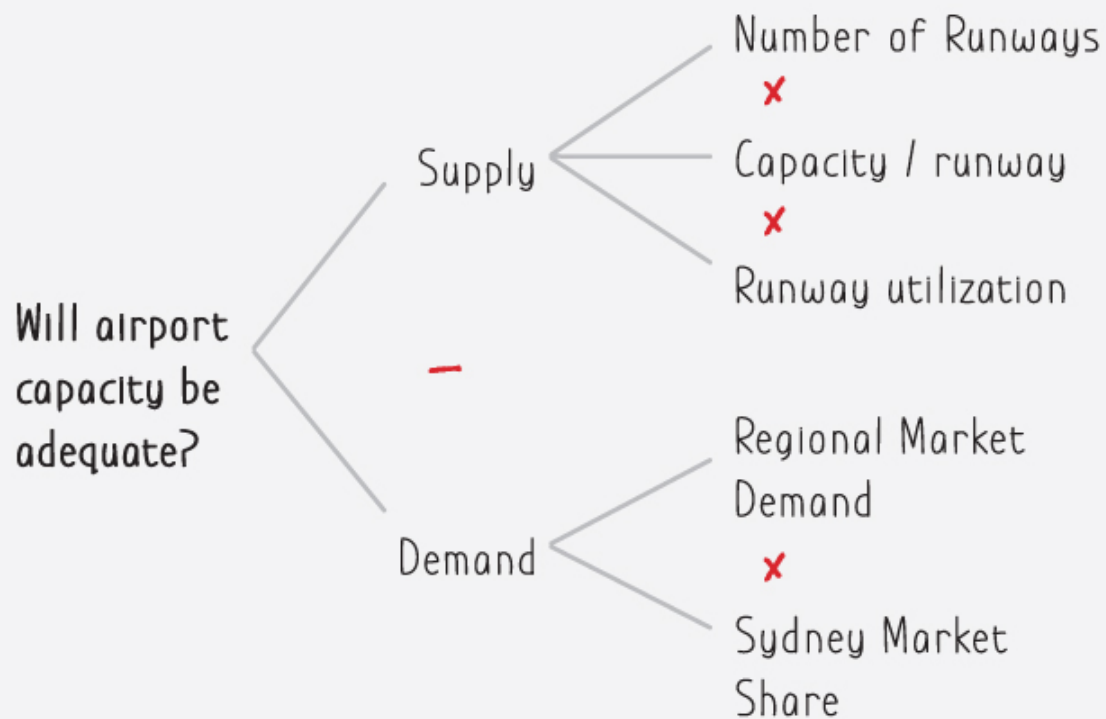 Number of Runways
x
Supply
Capacity / runway
x
Runway utilization
Will airport
capacity be
adequate?
–
Regional Market
Demand
x
Demand
Sydney Market
Share